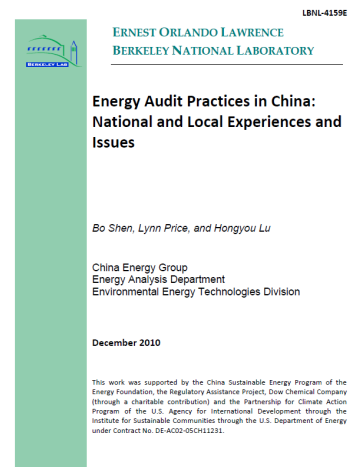 LBNL-4159E
ERNEST ORLANDO LAWRENCE
BERKELEY NATIONAL LABORATORY
BERKELEY LAB
Energy Audit Practices in China:
National and Local Experiences and
Issues
Bo Shen, Lynn Price, and Hongyou Lu
China Energy Group
Energy Analysis Department
Environmental Energy Technologies Division
December 2010
This work was supported by the China Sustainable Energy Program of the
Energy Foundation, the Regulatory Assistance Project, Dow Chemical Company
(through a charitable contribution) and the Partnership for Climate Action
Program of the U.S. Agency for International Development through the
Institute for Sustainable Communities through the U.S. Department of Energy
under Contract No. DE-AC02-05CH11231.